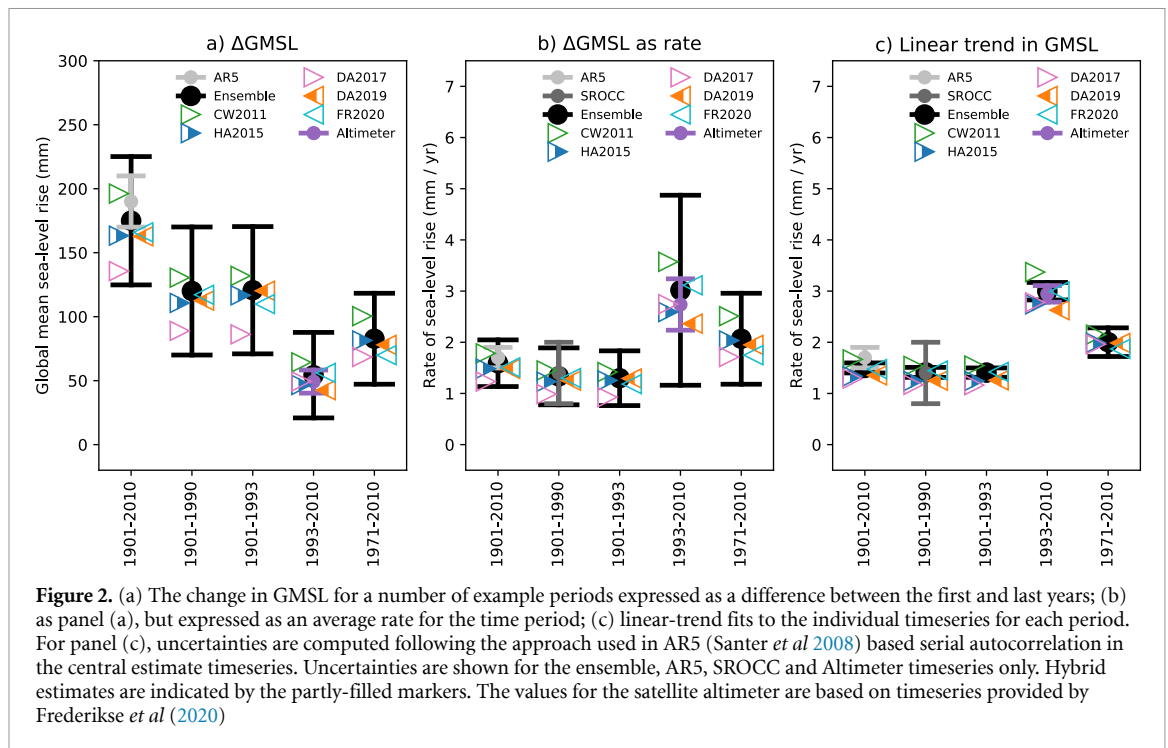 a) ΔGMSL
b) ΔGMSL as rate
c) Linear trend in GMSL
Global mean sea-level rise (mm)
300
250
200
150
100
50
0
AR5
Ensemble
CW2011
HA2015
DA2017
DA2019
FR2020
Altimeter
1901-2010
1901-1990
1901-1993
1993-2010
1971-2010
Rate of sea-level rise (mm / yr)
7
6
5
4
3
2
1
0
AR5
SROCC
Ensemble
CW2011
HA2015
DA2017
DA2019
FR2020
Altimeter
1901-2010
1901-1990
1901-1993
1993-2010
1971-2010
Rate of sea-level rise (mm / yr)
7
6
5
4
3
2
1
0
AR5
SROCC
Ensemble
CW2011
HA2015
DA2017
DA2019
FR2020
Altimeter
1901-2010
1901-1990
1901-1993
1993-2010
1971-2010
Figure 2. (a) The change in GMSL for a number of example periods expressed as a difference between the first and last years; (b)
as panel (a), but expressed as an average rate for the time period; (c) linear-trend fits to the individual timeseries for each period.
For panel (c), uncertainties are computed following the approach used in AR5 (Santer et al 2008) based serial autocorrelation in
the central estimate timeseries. Uncertainties are shown for the ensemble, AR5, SROCC and Altimeter timeseries only. Hybrid
estimates are indicated by the partly-filled markers. The values for the satellite altimeter are based on timeseries provided by
Frederikse et al (2020)